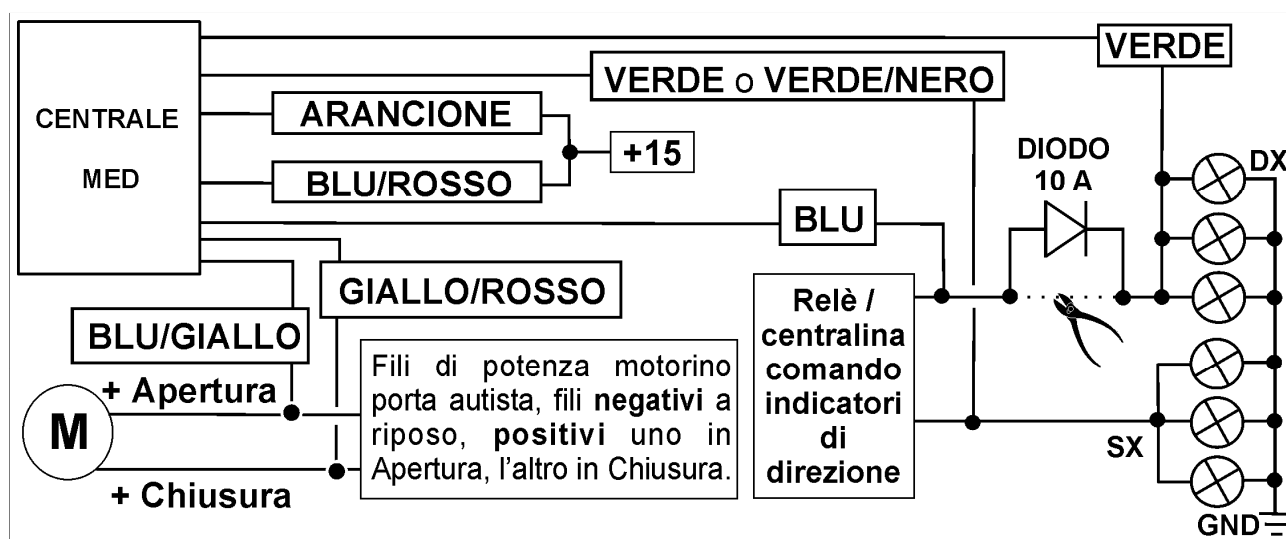 VERDE
CENTRALE
MED
VERDE o VERDE/NERO
ARANCIONE
+15
BLU/ROSSO
DIODO
10 A
DX
BLU
GIALLO/ROSSO
BLU/GIALLO
Relè /
centralina
comando
indicatori
di
direzione
+ Apertura
M
+ Chiusura
Fili di potenza motorino
porta autista, fili negativi a
riposo, positivi uno in
Apertura, l'altro in Chiusura.
SX
GND